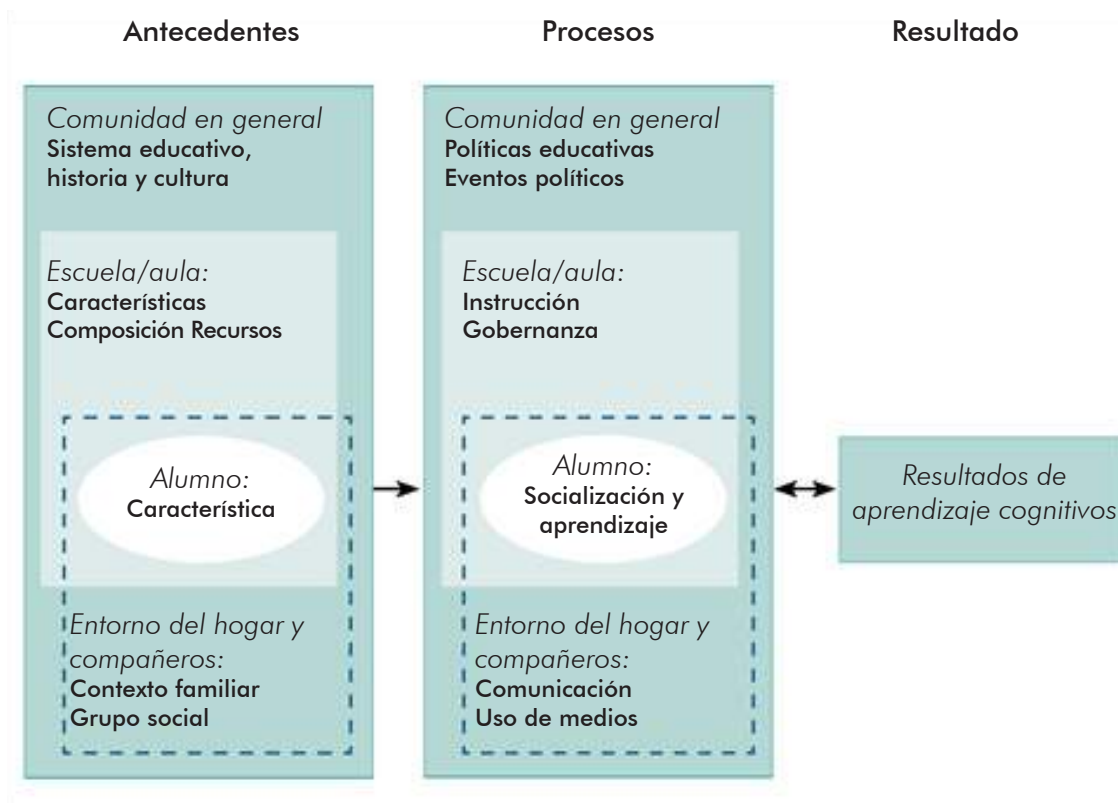 Antecedentes
Procesos
Resultado
Comunidad en general
Sistema educativo,
historia y cultura
Escuela/aula:
Características
Composición Recursos
Alumno:
Característica
Entorno del hogar y
compañeros:
Contexto familiar
Grupo social
Comunidad en general
Políticas educativas
Eventos políticos
Escuela/aula:
Instrucción
Gobernanza
Alumno:
Socialización y
aprendizaje
Entorno del hogar y
compañeros:
Comunicación
Uso de medios
Resultados de
aprendizaje cognitivos